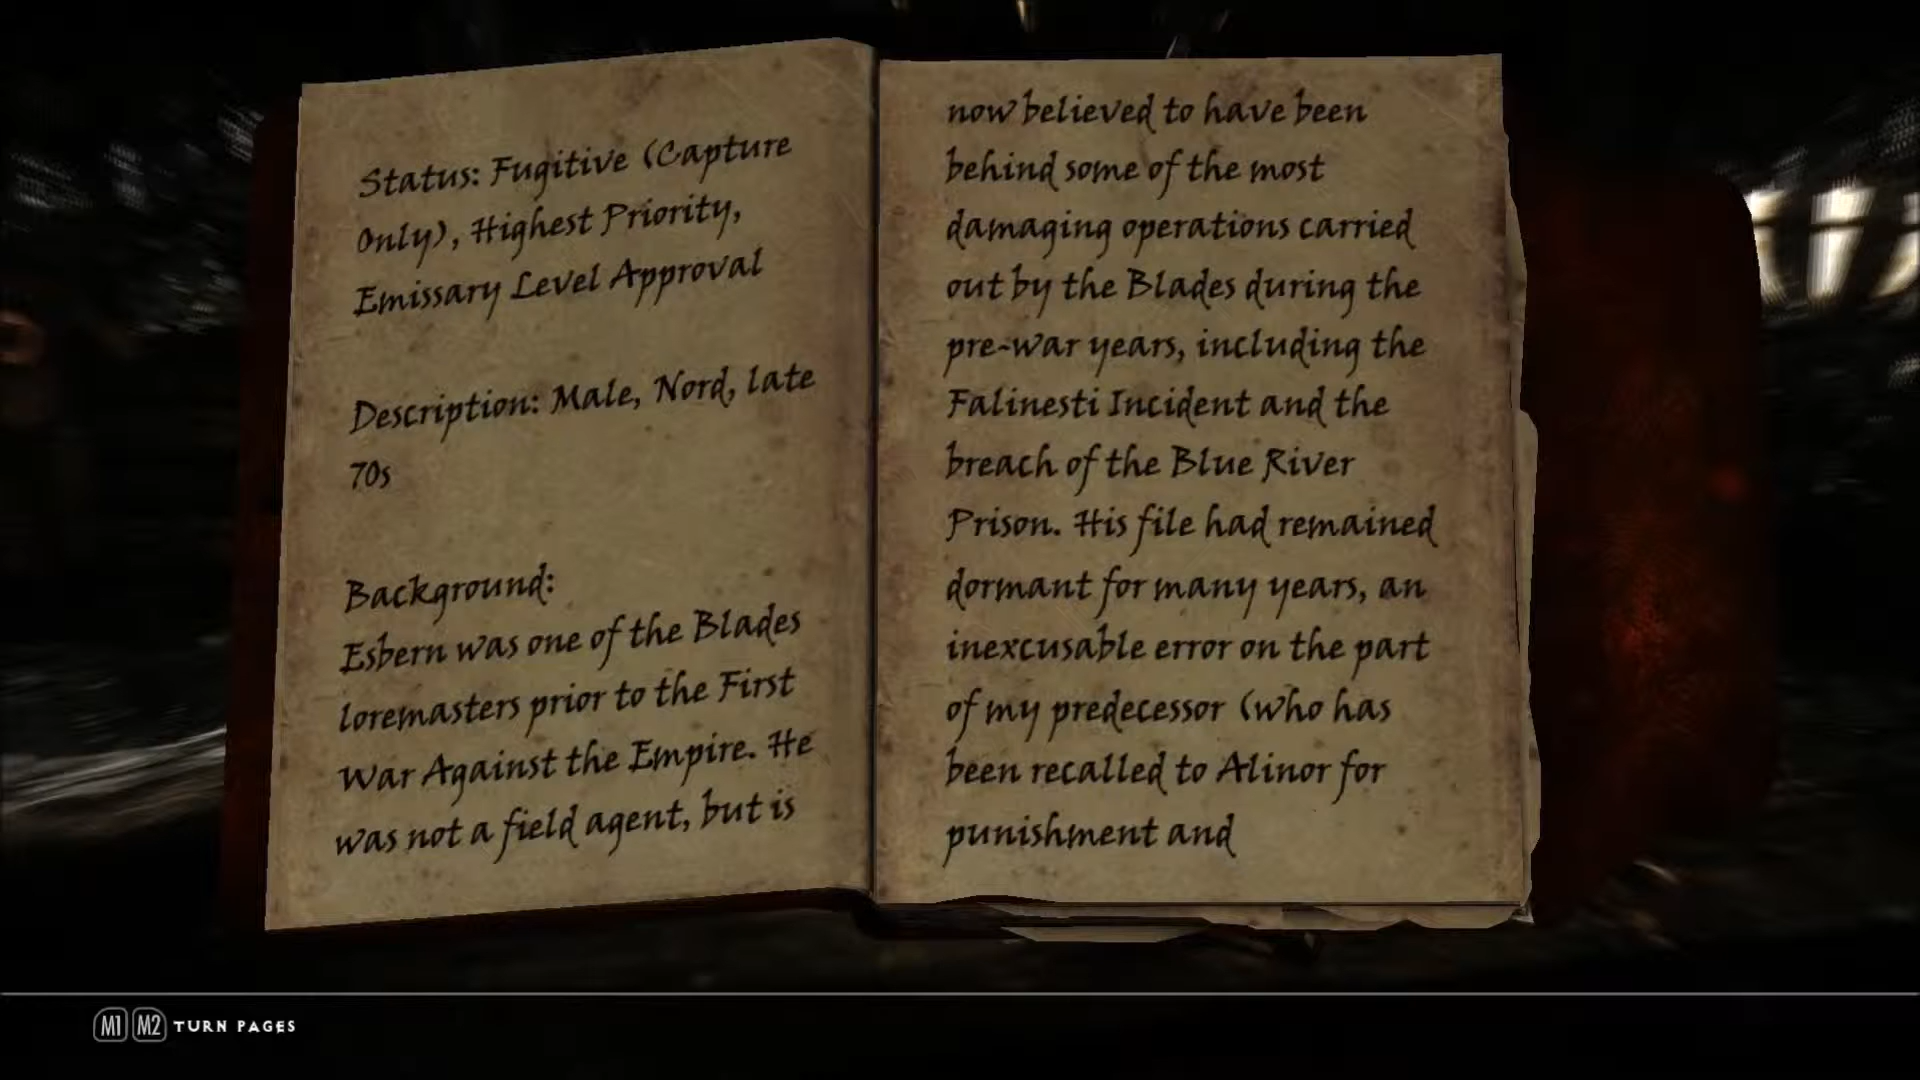 Status: Fugitive (Capture
Only), Highest Priority,
Emissary Level Approval
Description: Male, Nord, late
70s
Background:
Esbern was one of the Blades
loremasters prior to the First
War Against the Empire. He
was not a field agent, but is
now believed to have been
behind some of the most
damaging operations carried
out by the Blades during the
pre-war years, including the
Falinesti Incident and the
breach of the Blue River
Prison. His file had remained
dormant for many years, an
inexcusable error on the part
of my predecessor (who has
been recalled to Alinor for
punishment and
M1 M2 TURN PAGES